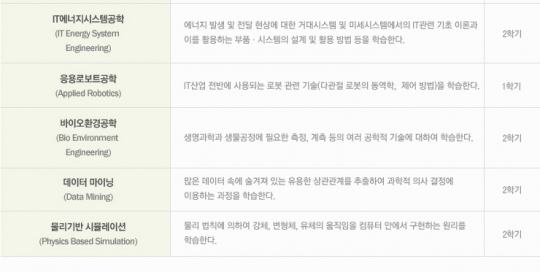 IT에너지시스템공학
(IT Energy System
Engineering)
에너지 발생 및 전달 현상에 대한 거대시스템 및 미세시스템에서의 IT관련 기초 이론과
이를 활용하는 부품 · 시스템의 설계 및 활용 방법 등을 학습한다.
2학기
응용로보트공학
(Applied Robotics)
IT산업 전반에 사용되는 로봇 관련 기술(다관절 로봇의 동역학, 제어 방법)을 학습한다.
1학기
바이오환경공학
(Bio Environment
Engineering)
생명과학과 생물공정에 필요한 측정, 계측 등의 여러 공학적 기술에 대하여 학습한다.
2학기
데이터 마이닝
(Data Mining)
많은 데이터 속에 숨겨져 있는 유용한 상관관계를 추출하여 과학적 의사 결정에
이용하는 과정을 학습한다.
2학기
물리기반 시뮬레이션
(Physics Based Simulation)
물리 법칙에 의하여 강체, 변형체, 유체의 움직임을 컴퓨터 안에서 구현하는 원리를
학습한다.
2학기